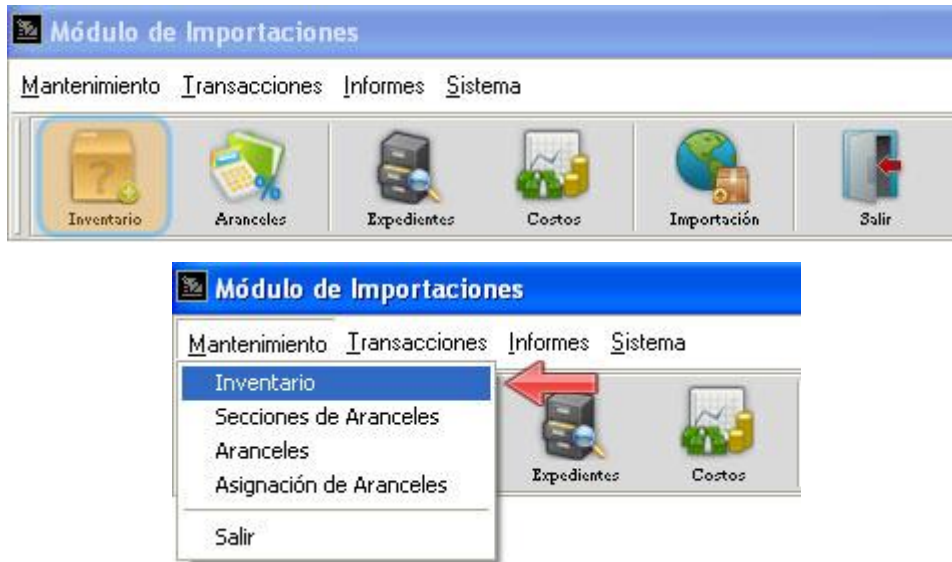 Módulo de Importaciones
Mantenimiento Transacciones Informes Sistema
Inventario Aranceles Expedientes Costos Importación Salir
Módulo de Importaciones
Mantenimiento Transacciones Informes Sistema
Inventario
Secciones de Aranceles
Aranceles
Expedientes Costos
Asignación de Aranceles
Salir